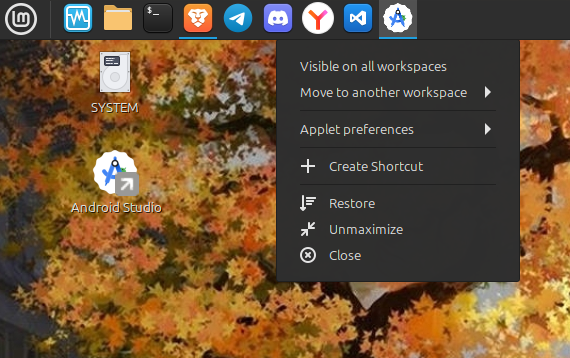 $_
SYSTEM
Android Studio
Visible on all workspaces
Move to another workspace
Applet preferences
Create Shortcut
Restore
Unmaximize
Close